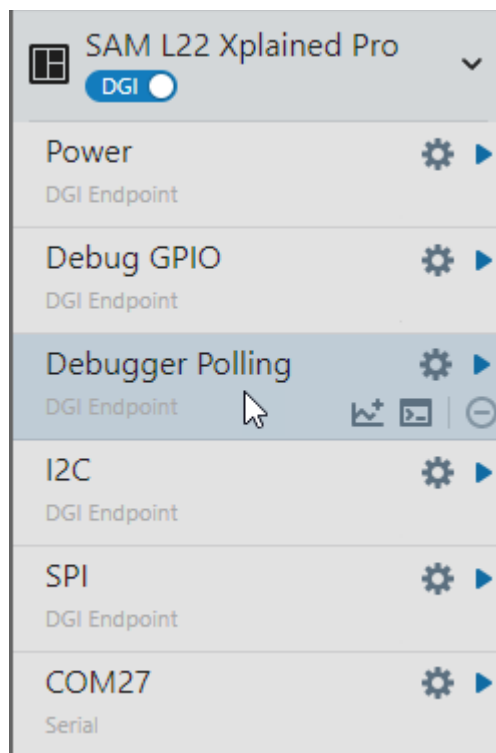 SAM L22 Xplained Pro
DGI
Power
DGI Endpoint
Debug GPIO
DGI Endpoint
Debugger Polling
DGI Endpoint
I2C
DGI Endpoint
SPI
DGI Endpoint
COM27
Serial